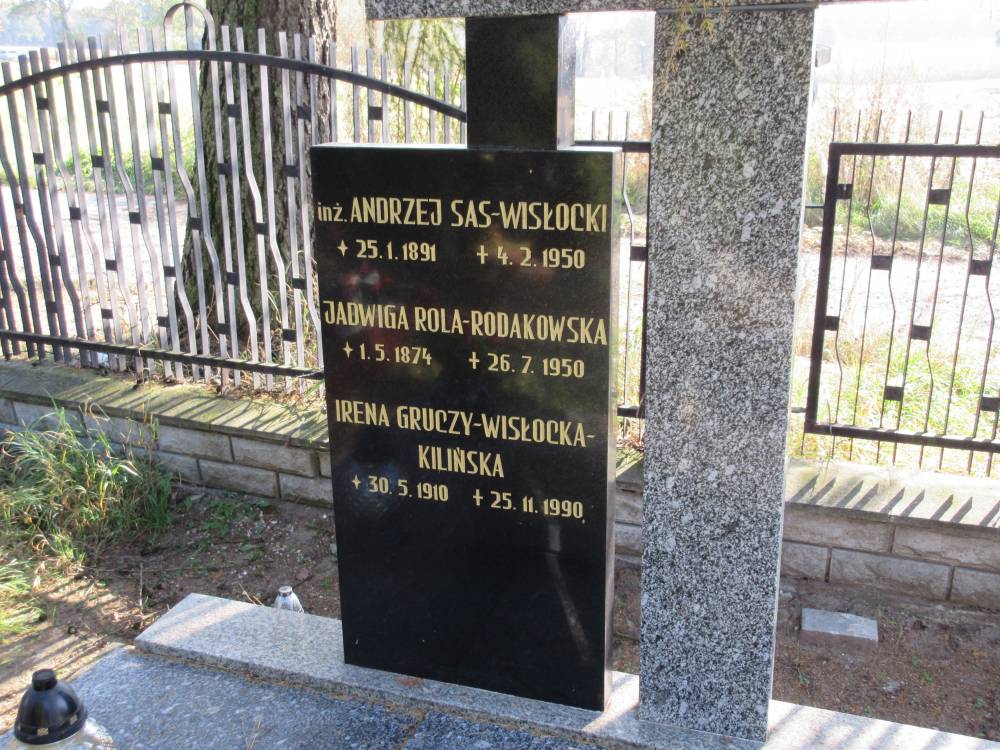 inż. ANDRZEJ SAS-WISŁOCKI
✦ 25.1.1891 ✝ 4.2.1950
JADWIGA ROLA-RODAKOWSKA
✦ 1.5.1874 ✝ 26.7.1950
IRENA GRUCZY-WISŁOCKA-
KILIŃSKA
✦ 30.5.1910 ✝ 25.11.1990